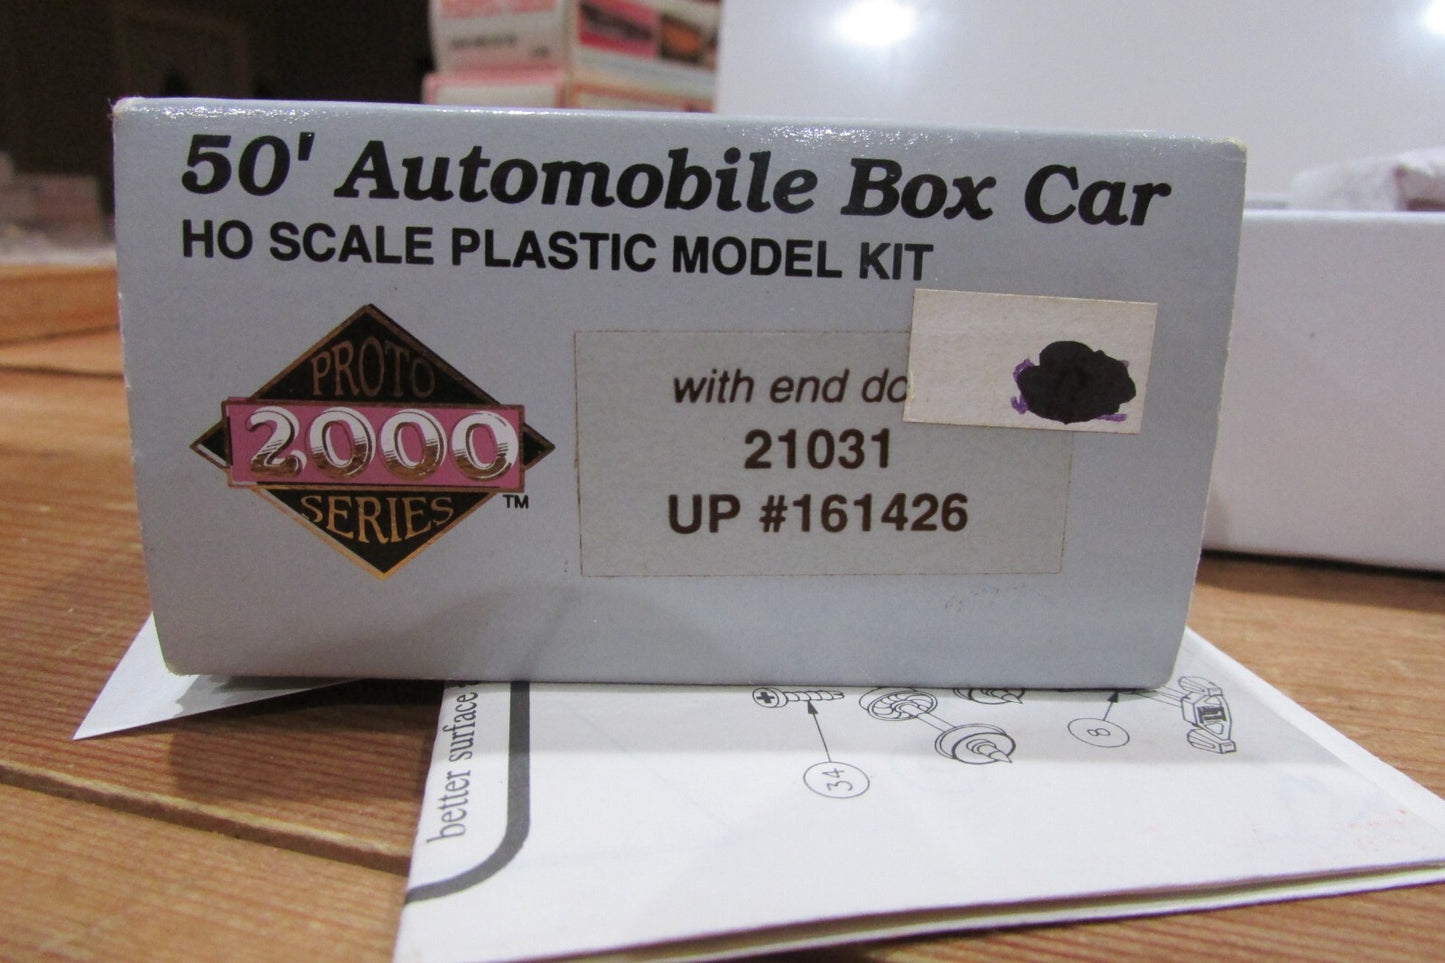 50' Automobile Box Car
HO SCALE PLASTIC MODEL KIT
PROTO
2000
SERIES
TM
with end
21031
UP #161426
better surface
34
8